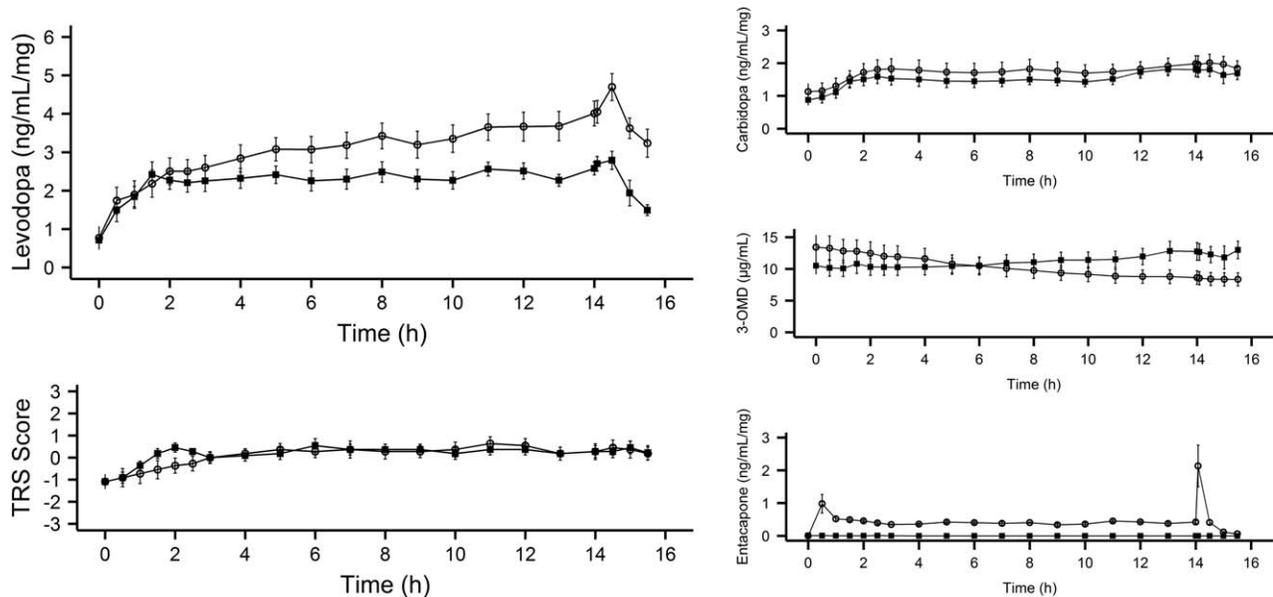 Levodopa (ng/mL/mg)
6
5
4
3
2
1
0
0 2 4 6 8 10 12 14 16
Time (h)
TRS Score
3
2
1
0
-1
-2
-3
0 2 4 6 8 10 12 14 16
Time (h)
Carbidopa (ng/mL/mg)
3
2
1
0
0 2 4 6 8 10 12 14 16
Time (h)
3-OMD (µg/mL)
15
10
5
0
0 2 4 6 8 10 12 14 16
Time (h)
Entacapone (ng/mL/mg)
3
2
1
0
0 2 4 6 8 10 12 14 16
Time (h)